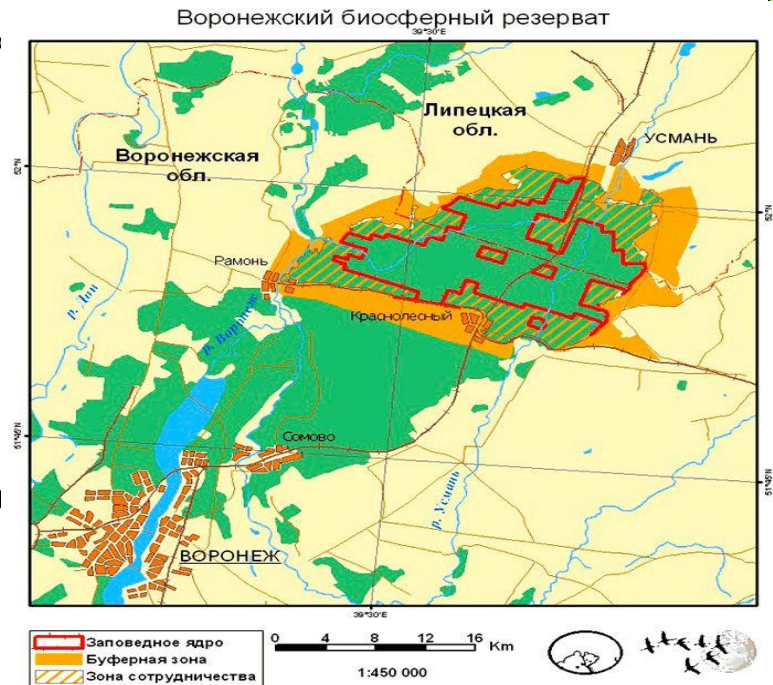 Воронежский биосферный резерват
39°30'E
Липецкая
обл.
УСМАНЬ
Воронежская
обл.
52°N
52°N
Рамонь
р. Дон
р. Воронеж
Краснолесный
51°45'N
Сомово
51°45'N
р. Усмань
ВОРОНЕЖ
39°30'E
Заповедное ядро
Буферная зона
Зона сотрудничества
0 4 8 12 16 Km
1:450 000